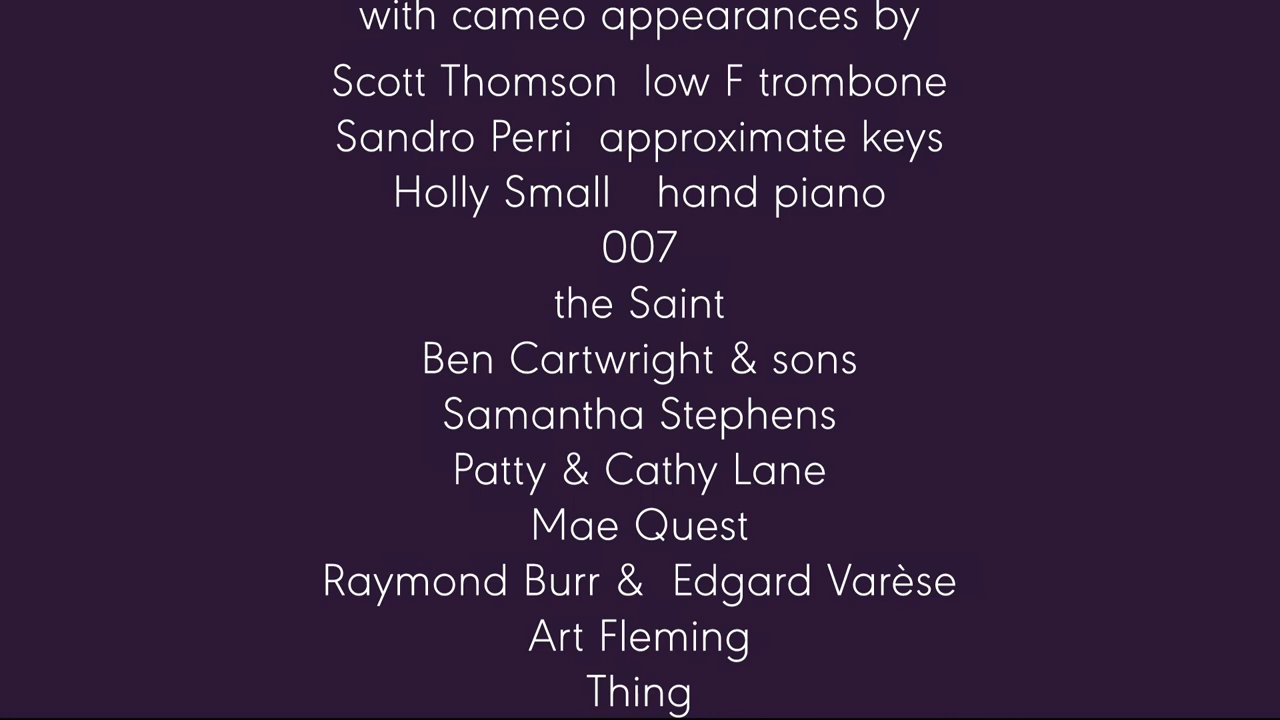 with cameo appearances by
Scott Thomson low F trombone
Sandro Perri approximate keys
Holly Small hand piano
007
the Saint
Ben Cartwright & sons
Samantha Stephens
Patty & Cathy Lane
Mae Quest
Raymond Burr & Edgard Varèse
Art Fleming
Thing